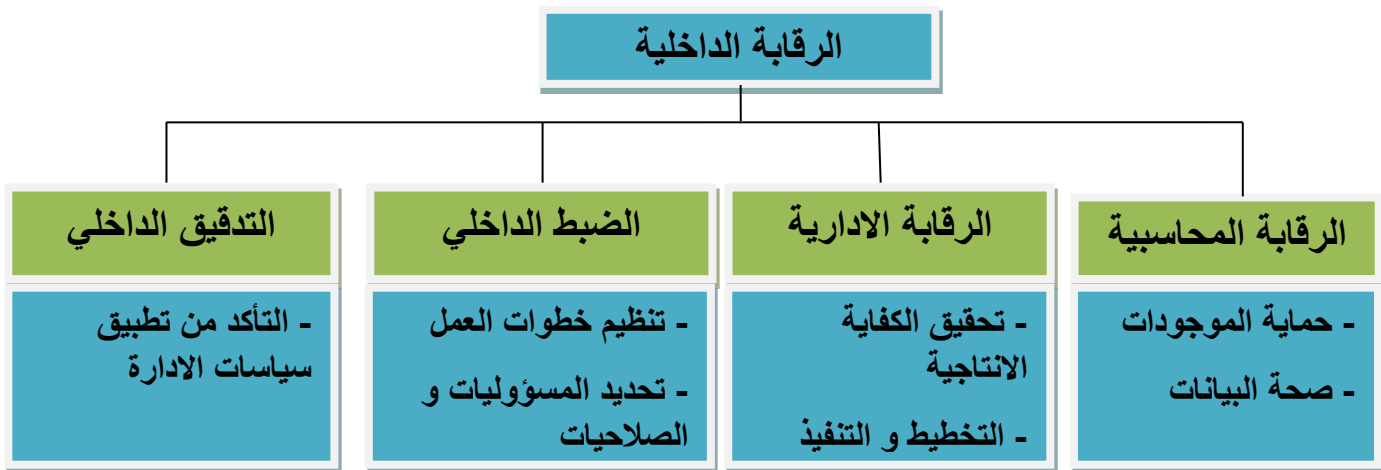 الرقابة الداخلية
الرقابة المحاسبية
- حماية الموجودات
- صحة البيانات
الرقابة الادارية
- تحقيق الكفاية
الانتاجية
- التخطيط و التنفيذ
الضبط الداخلي
- تنظيم خطوات العمل
- تحديد المسؤوليات و
الصلاحيات
التدقيق الداخلي
- التأكد من تطبيق
سياسات الادارة